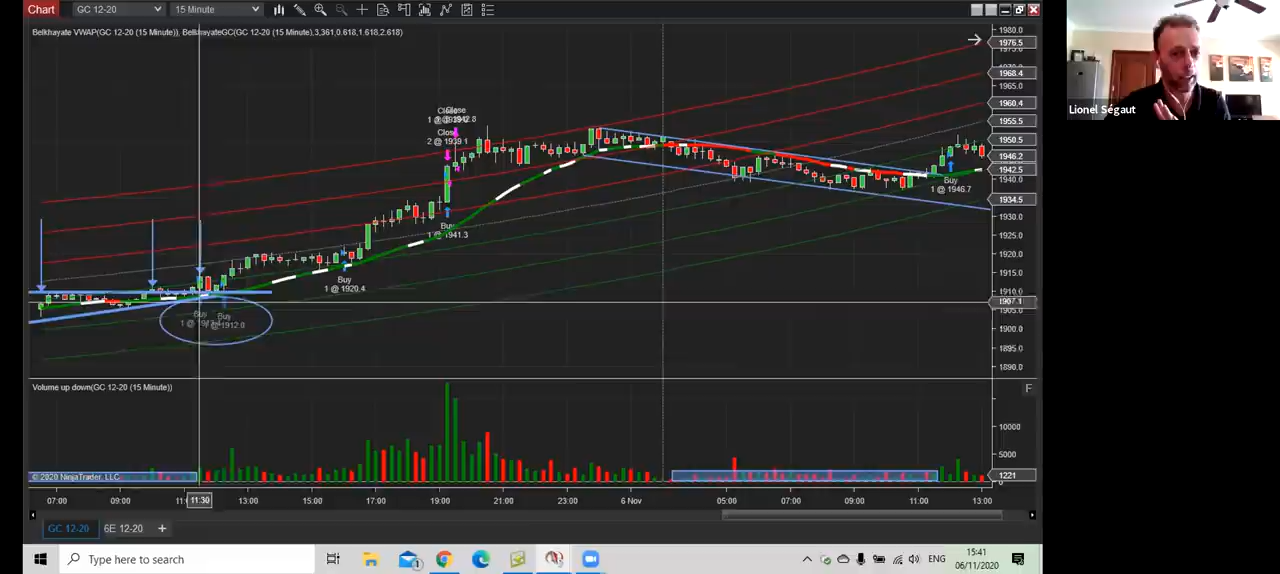 Chart GC 12-20 15 Minute
Belkhayate VWAP(GC 12-20 (15 Minute)), BelkhayateGC(GC 12-20 (15 Minute),3,361,0.618,1.618,2.618)
Lionel Ségaut
1980.0
1976.5
1968.4
1965.0
1960.4
1955.5
1950.5
1946.2
1942.5
1940.0
1934.5
1930.0
1925.0
1920.0
1915.0
1910.0
1907.1
1900.0
1895.0
1890.0
Close
Close
2 @ 1939.1
Buy
1 @ 1941.3
Buy
1 @ 1920.4
Buy
1 @ 1946.7
Buy Buy
1 @ 1912.0
Volume up down(GC 12-20 (15 Minute))
F
10000
5000
1221
© 2020 NinjaTrader, LLC
07:00 09:00 11:30 13:00 15:00 17:00 19:00 21:00 23:00 6 Nov 05:00 07:00 09:00 11:00 13:00
GC 12-20 6E 12-20 +
Type here to search
1
ENG
15:41
06/11/2020